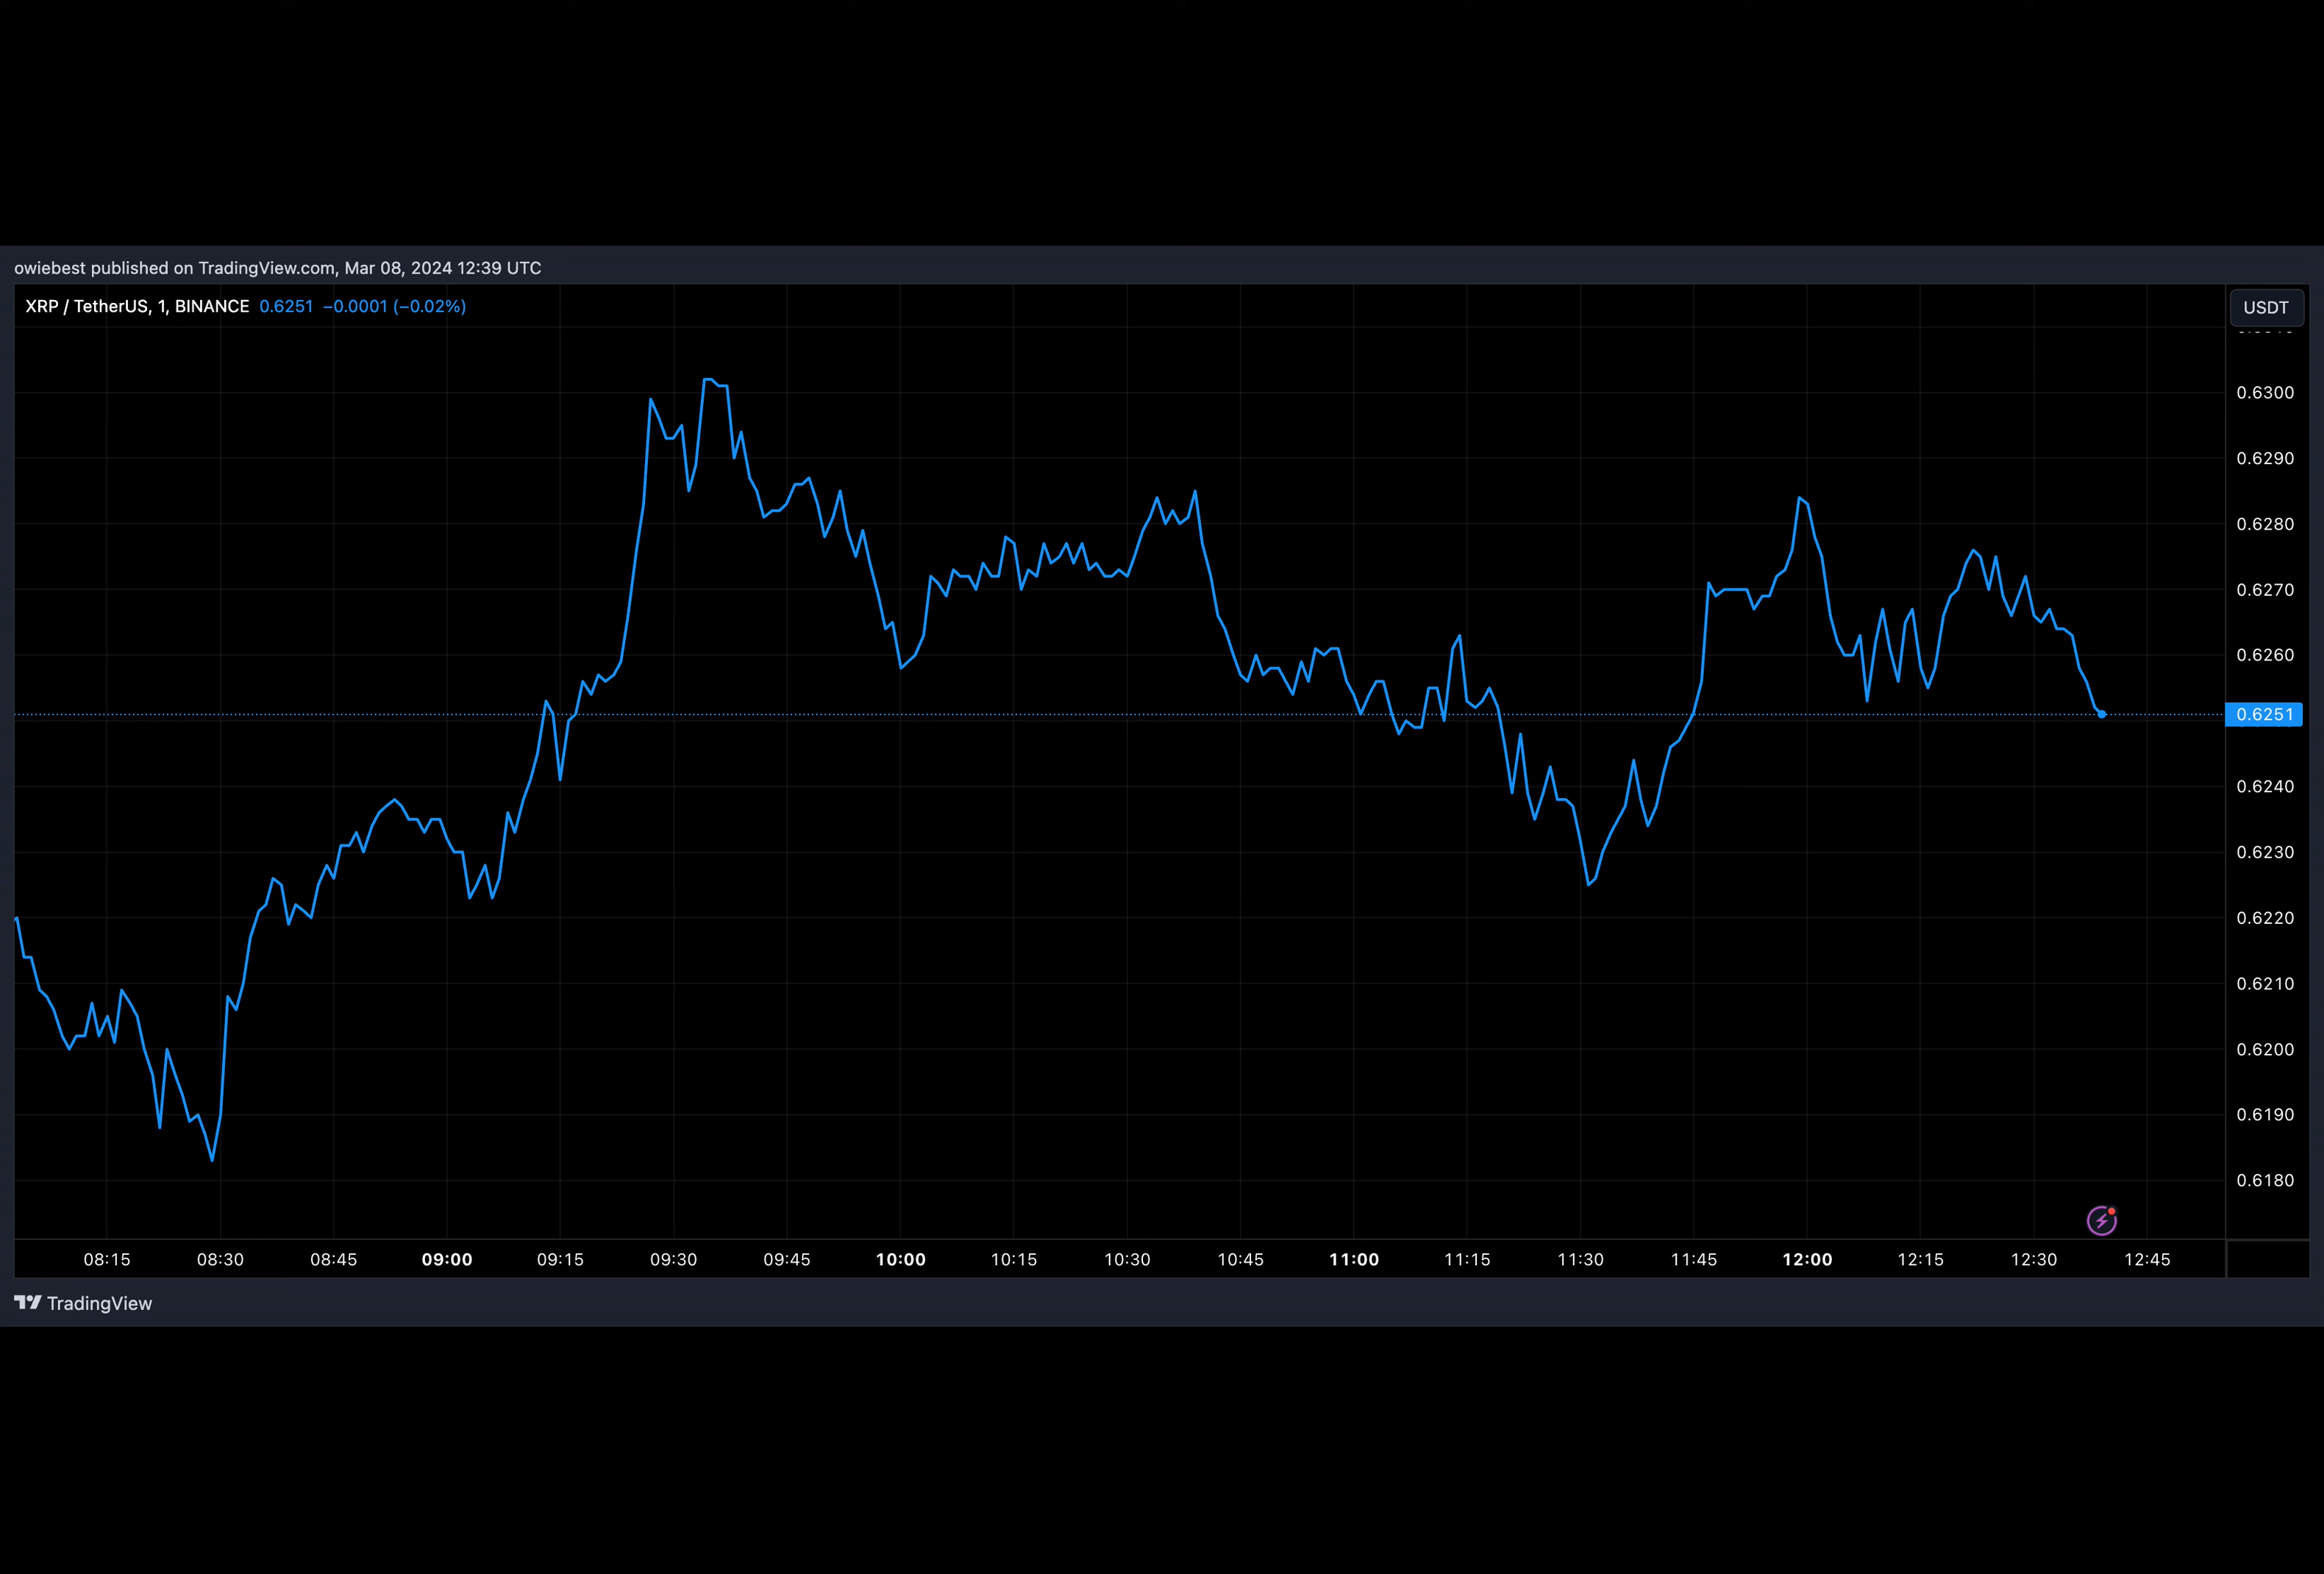 owiebest published on TradingView.com, Mar 08, 2024 12:39 UTC
XRP / TetherUS, 1, BINANCE 0.6251 −0.0001 (−0.02%)
USDT
0.6300
0.6290
0.6280
0.6270
0.6260
0.6251
0.6240
0.6230
0.6220
0.6210
0.6200
0.6190
0.6180
08:15 08:30 08:45 09:00 09:15 09:30 09:45 10:00 10:15 10:30 10:45 11:00 11:15 11:30 11:45 12:00 12:15 12:30 12:45
TradingView